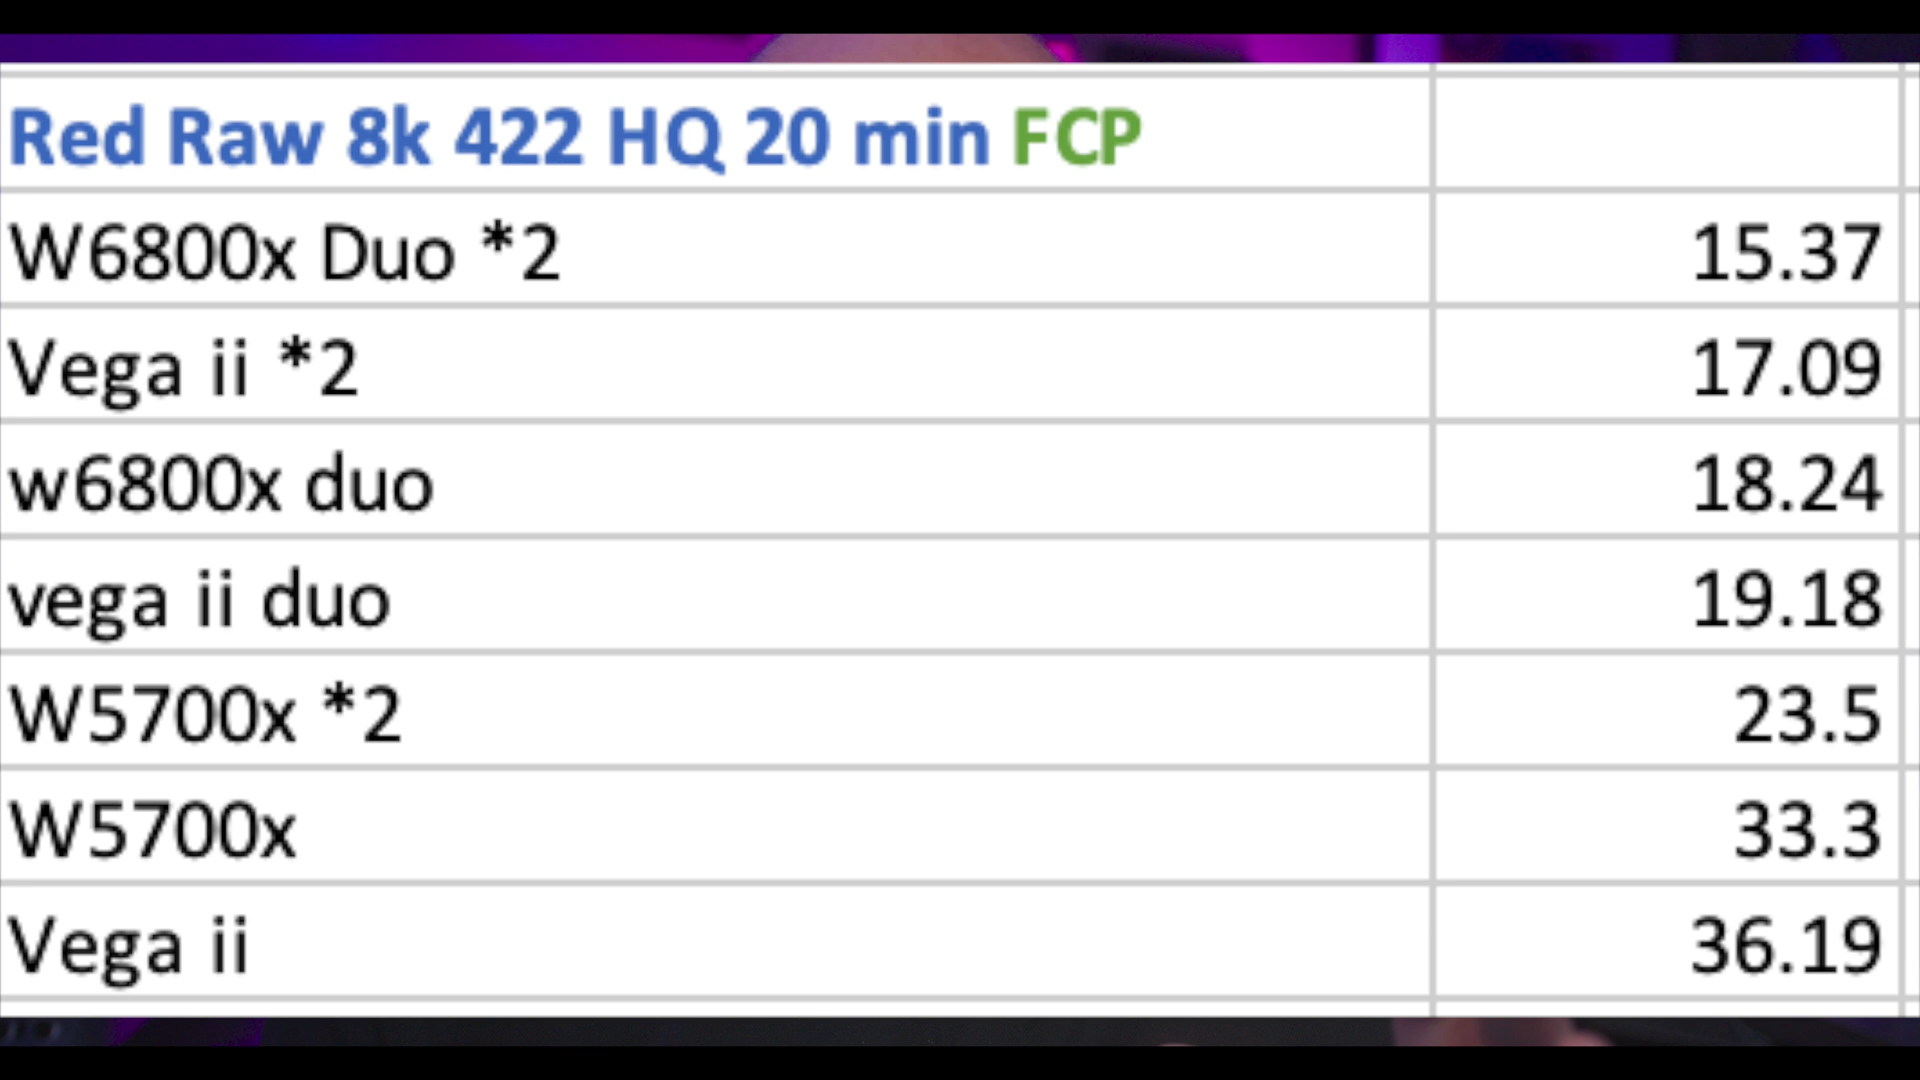 Red Raw 8k 422 HQ 20 min FCP
W6800x Duo *2 15.37
Vega ii *2 17.09
w6800x duo 18.24
vega ii duo 19.18
W5700x *2 23.5
W5700x 33.3
Vega ii 36.19